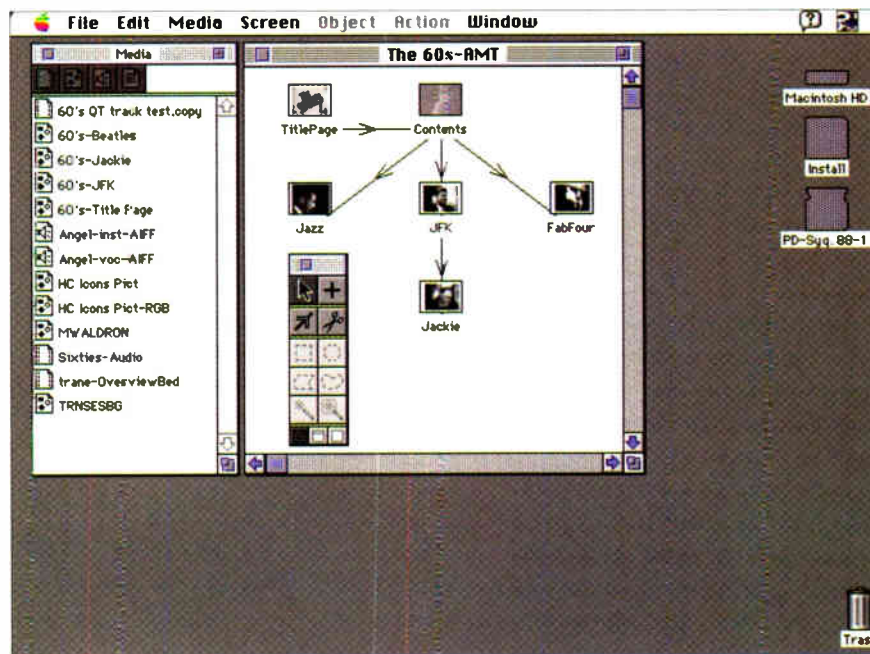 File Edit Media Screen Object Action Window
Media
60's QT trauk test.copy
60's-Beatles
60's-Jackie
60's-JFK
60's-Title Page
Angel-inst-AIFF
Angel-voc-AIFF
HC Icons Pict
HC Icons Pict-RGB
MWALDRON
Sixties-Audio
trane-OverviewBed
TRNSESBG
The 60s-AMT
TitlePage
Contents
Jazz
JFK
FabFour
Jackie
Macintosh HD
Install
PD-Syq 88-1
Tras